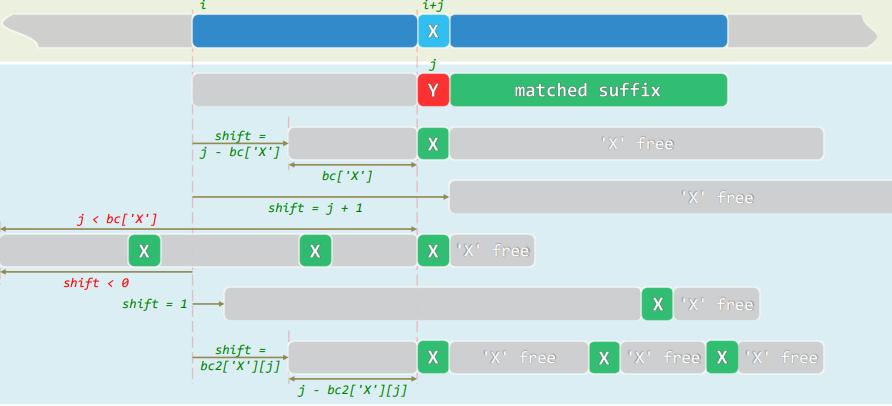 i
i+j
X
j
Y
matched suffix
shift =
j - bc['X']
X
'X' free
bc['X']
'X' free
shift = j + 1
j < bc['X']
X
X
X
'X' free
shift < 0
shift = 1
X
'X' free
shift =
bc2['X'][j]
X
'X' free
X
'X' free
X
'X' free
j - bc2['X'][j]